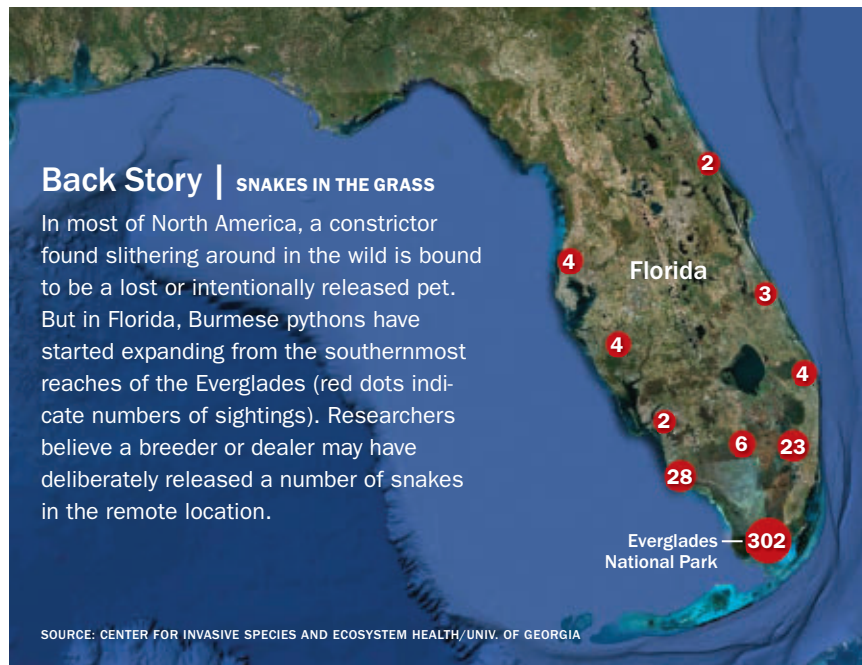 Back Story | SNAKES IN THE GRASS
In most of North America, a constrictor
found slithering around in the wild is bound
to be a lost or intentionally released pet.
But in Florida, Burmese pythons have
started expanding from the southernmost
reaches of the Everglades (red dots indi-
cate numbers of sightings). Researchers
believe a breeder or dealer may have
deliberately released a number of snakes
in the remote location.
2
4
Florida
3
4
4
2
6
23
28
Everglades
National Park
302
SOURCE: CENTER FOR INVASIVE SPECIES AND ECOSYSTEM HEALTH/UNIV. OF GEORGIA